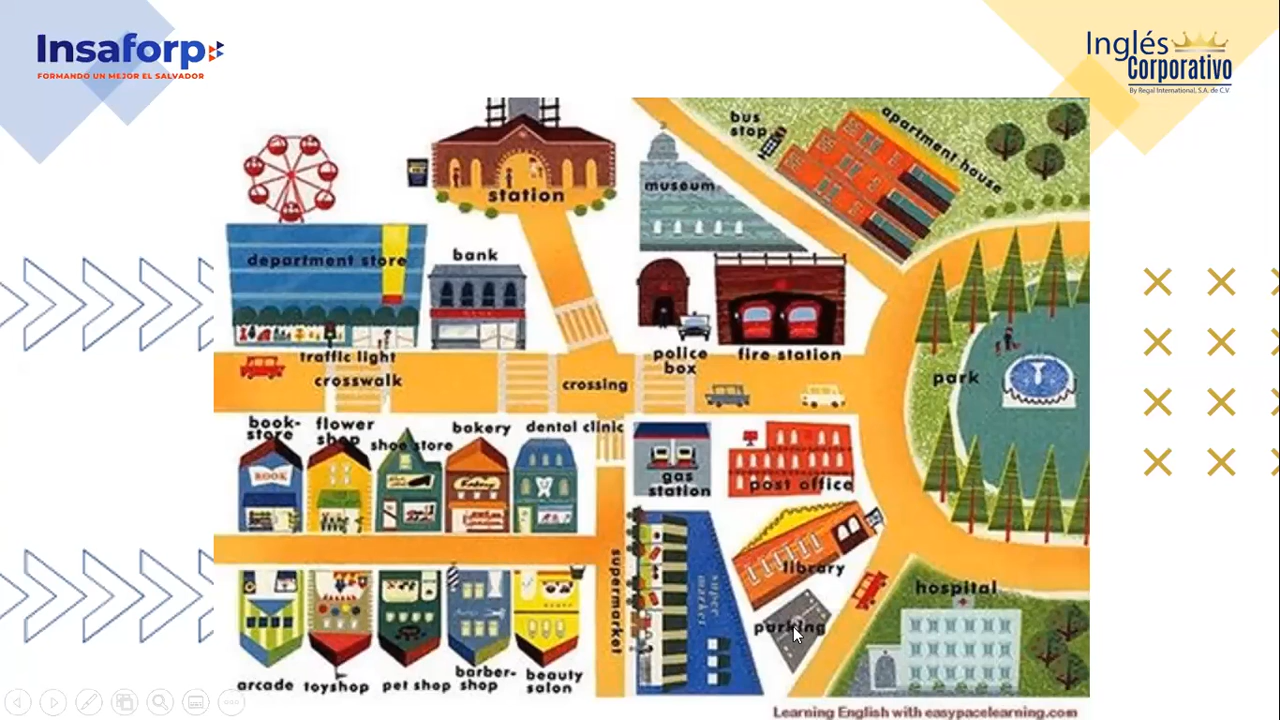 Insaforp
FORMANDO UN MEJOR EL SALVADOR
Inglés
Corporativo
By Regal International, S.A. de C.V
bus
stop
apartment house
station
museum
department store
bank
traffic light
crosswalk
crossing
police
box
fire station
park
book-
store
flower
shop
shoe store
bakery
dental clinic
BOOK
gas
station
post office
library
supermarket
super
market
parking
hospital
arcade
toyshop
pet shop
barber-
shop
beauty
salon
Learning English with easypacelearning.com